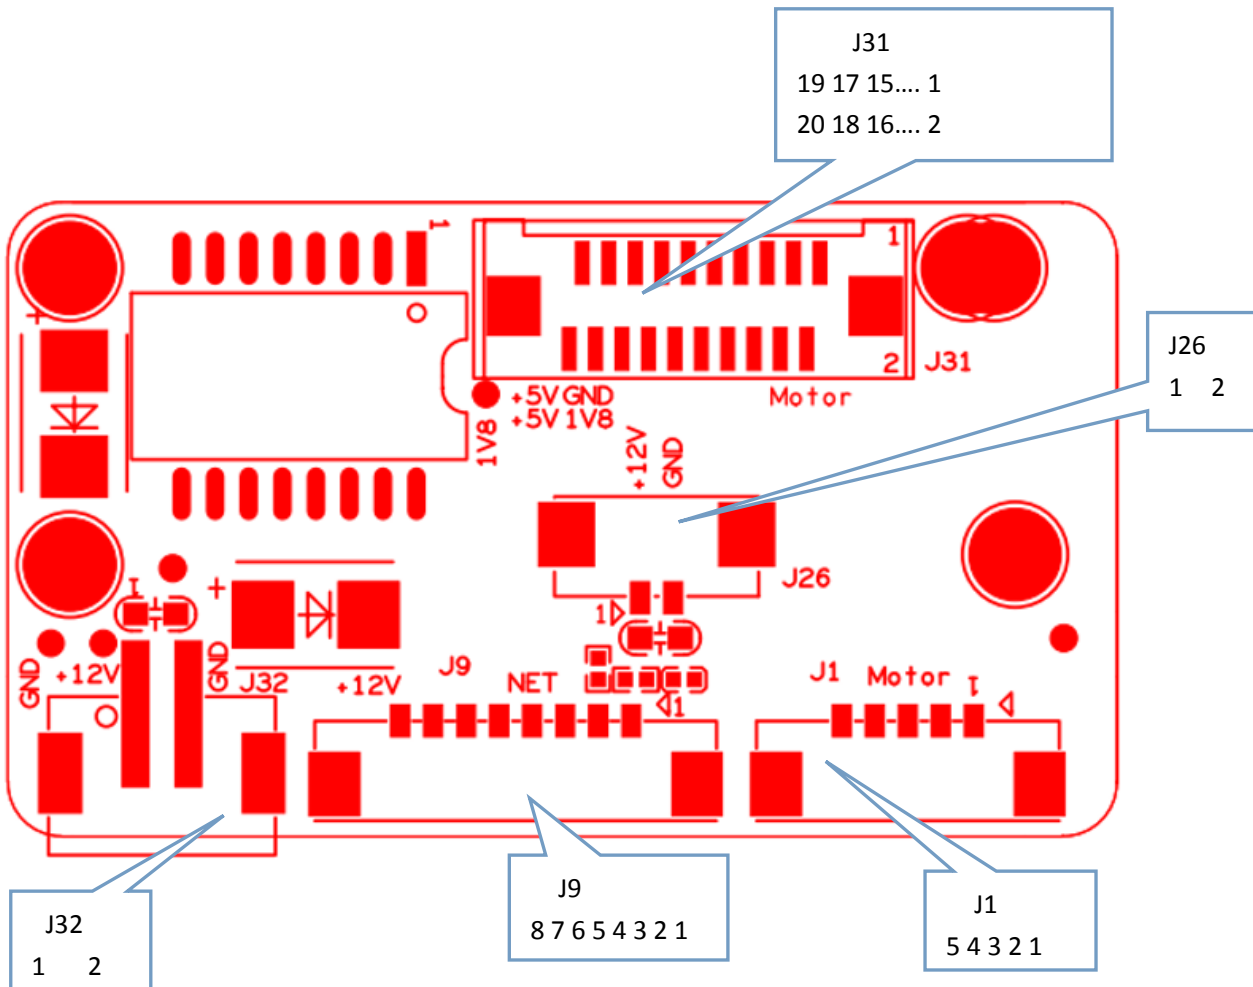 J31
19 17 15.... 1
20 18 16.... 2
1
1
2
J31
J26
1 2
+
+5V GND
+5V 1V8
Motor
1V8
+12V
GND
J26
1
1
+
GND
+12V
GND
J32
+12V
J9
NET
1
J1
Motor
1
J32
1 2
J9
8 7 6 5 4 3 2 1
J1
5 4 3 2 1